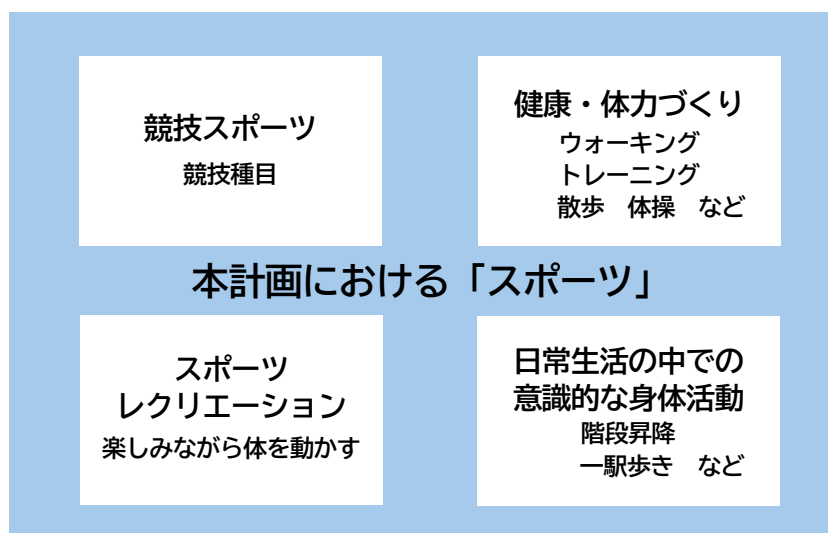 競技スポーツ
競技種目
健康・体力づくり
ウォーキング
トレーニング
散歩　体操　など
本計画における「スポーツ」
スポーツ
レクリエーション
楽しみながら体を動かす
日常生活の中での
意識的な身体活動
階段昇降
一駅歩き　など